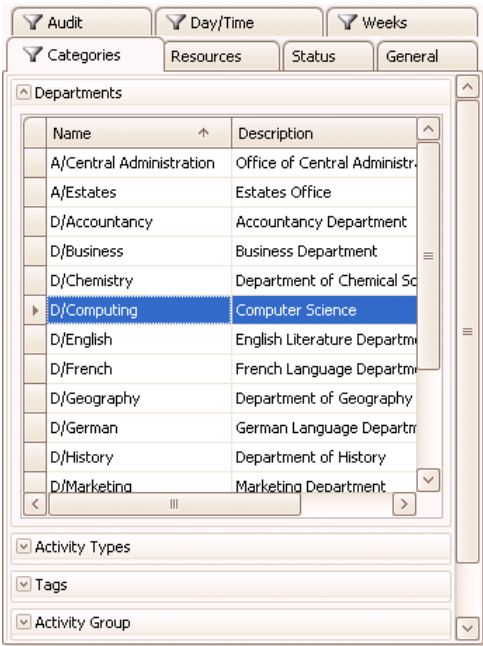 Audit Day/Time Weeks
Categories Resources Status General
Departments
Name Description
A/Central Administration Office of Central Administr
A/Estates Estates Office
D/Accountancy Accountancy Department
D/Business Business Department
D/Chemistry Department of Chemical Sc
D/Computing Computer Science
D/English English Literature Departm
D/French French Language Departm
D/Geography Department of Geography
D/German German Language Departm
D/History Department of History
D/Marketing Marketing Department
Activity Types
Tags
Activity Group